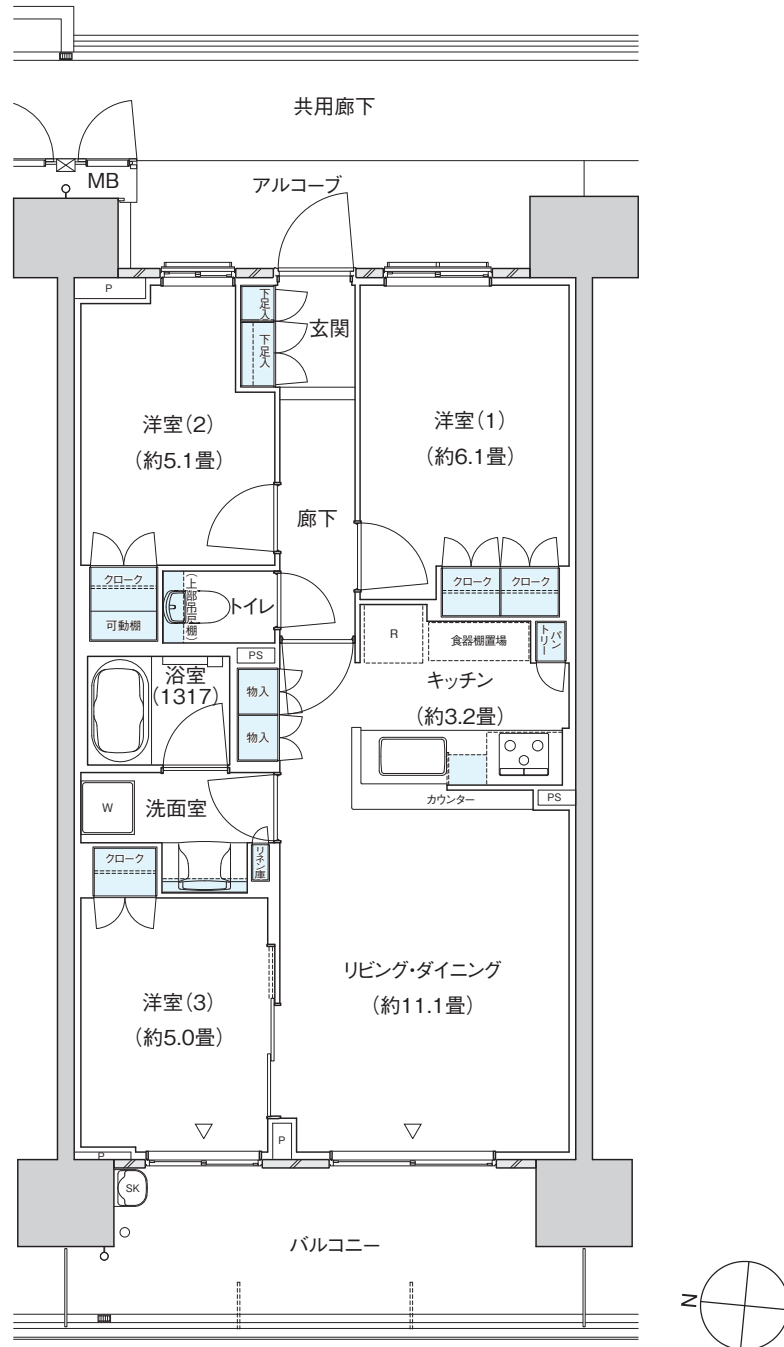 共用廊下
MB
アルコーブ
P
下足入
下足入
玄関
洋室(2)
(約5.1畳)
洋室(1)
(約6.1畳)
廊下
クローク
可動棚
(上部吊戸棚)
トイレ
クローク
クローク
R
食器棚置場
パントリー
PS
浴室
(1317)
物入
物入
キッチン
(約3.2畳)
カウンター
PS
W
洗面室
クローク
リネン庫
リビング・ダイニング
(約11.1畳)
洋室(3)
(約5.0畳)
P
P
SK
バルコニー
N